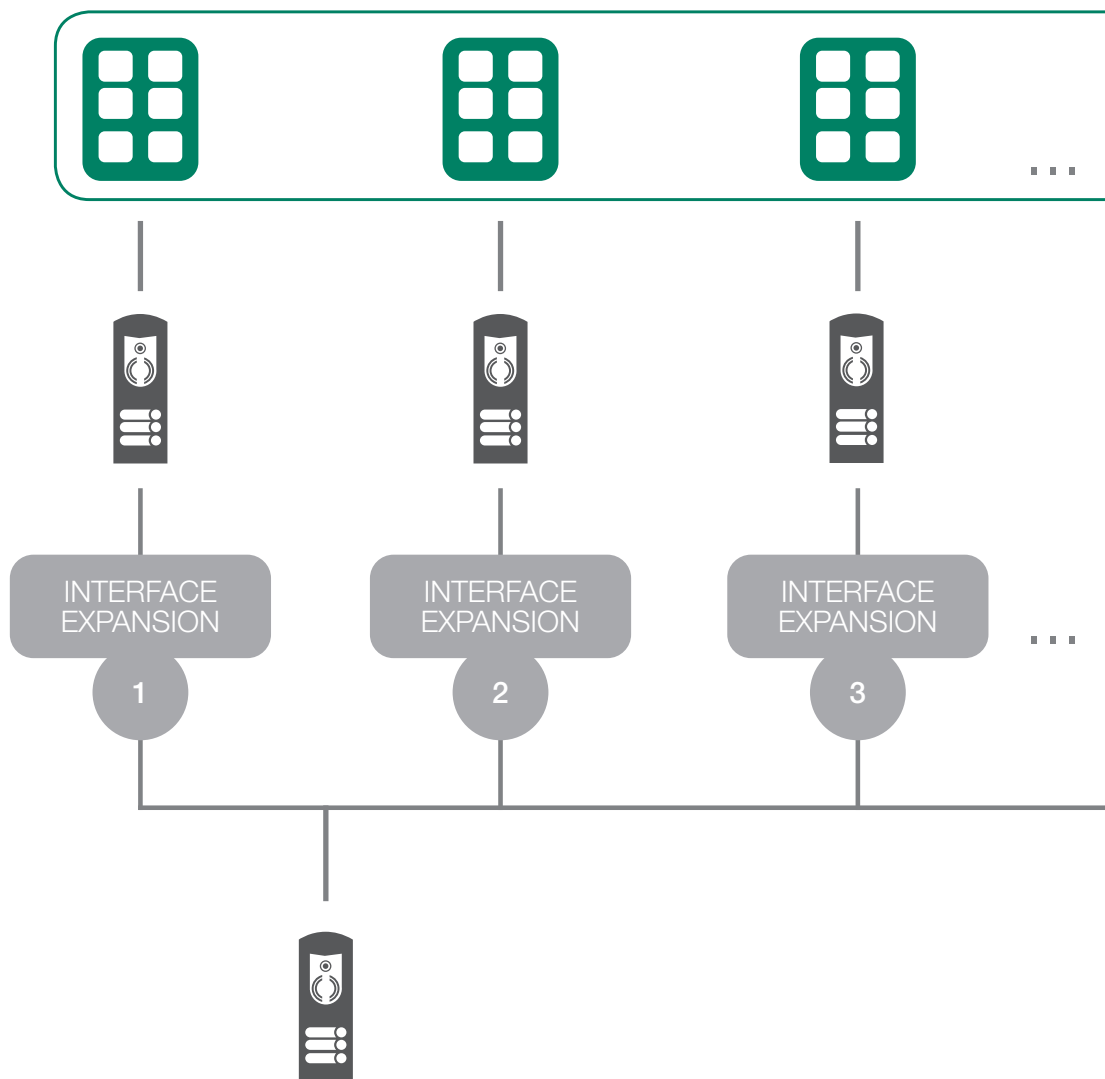 ...
INTERFACE
EXPANSION
1
INTERFACE
EXPANSION
2
INTERFACE
EXPANSION
3
...